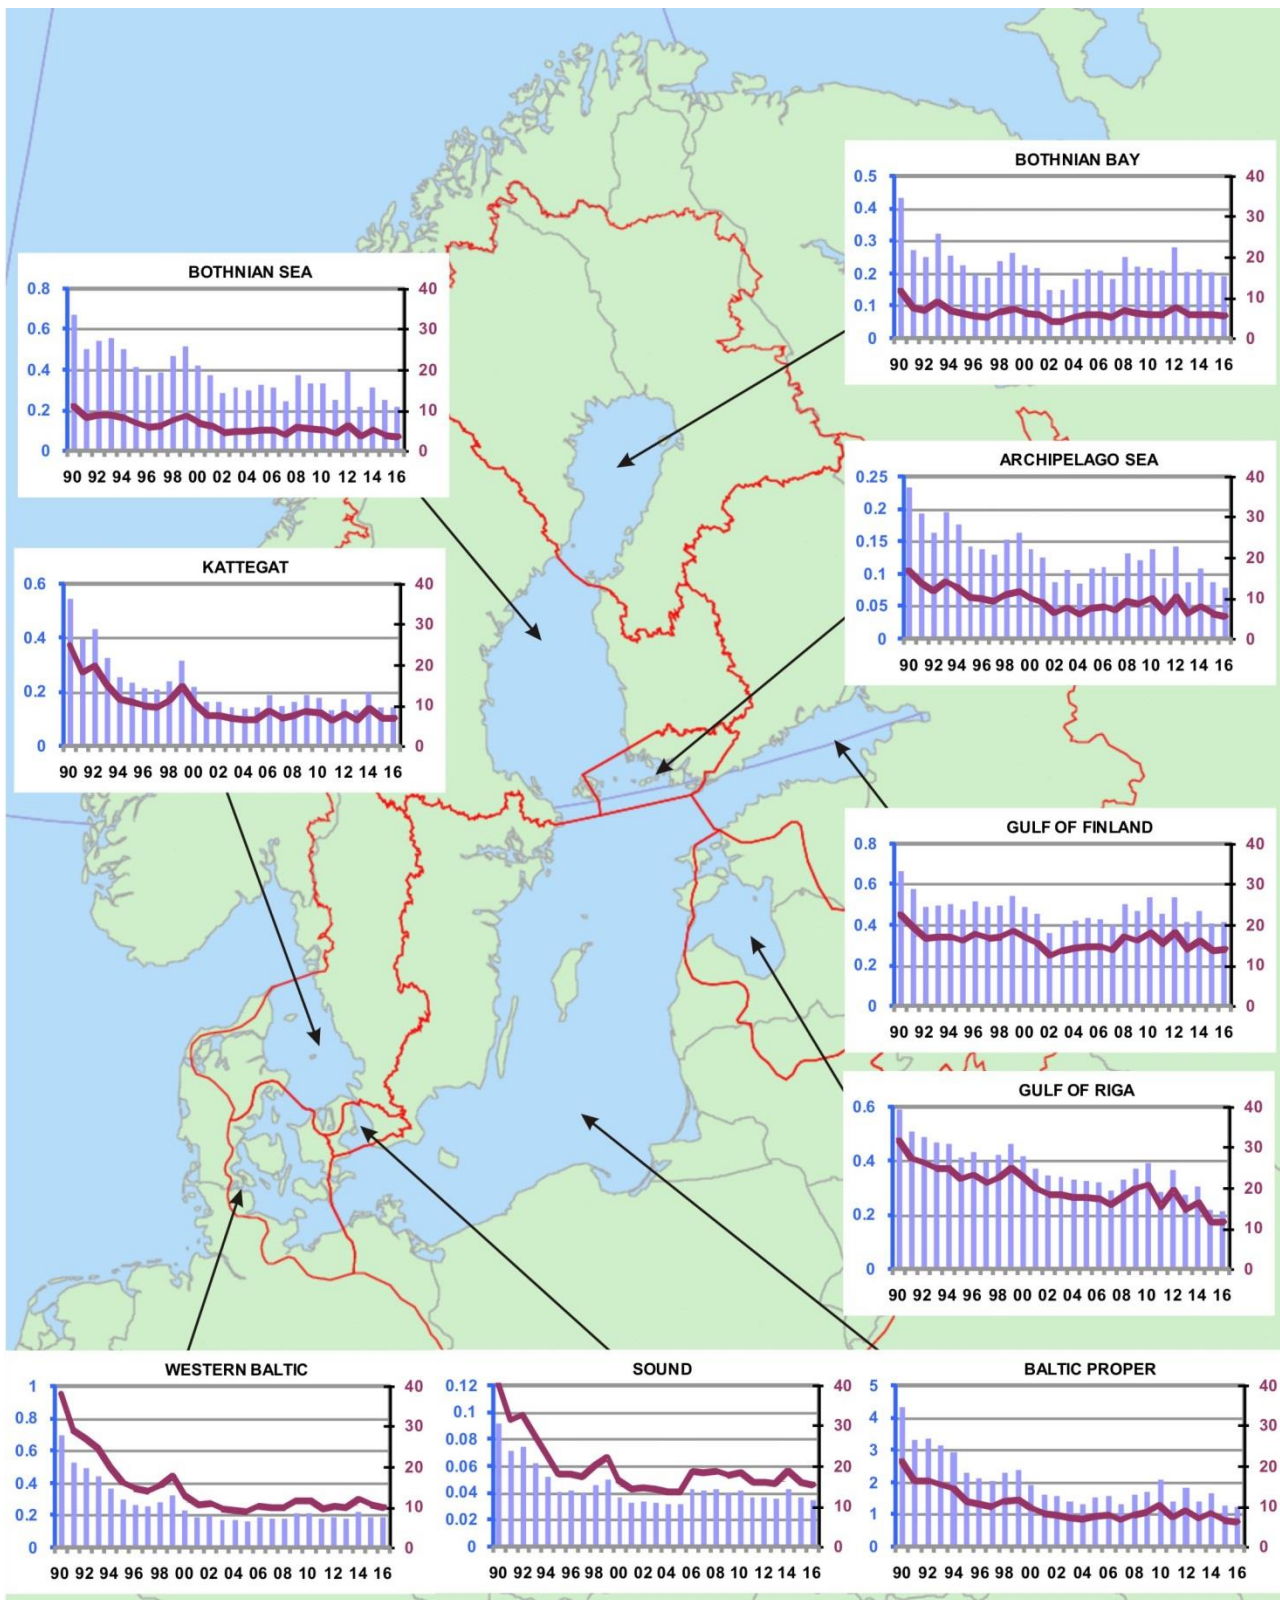 BOTHNIAN BAY
0.5 40
0.4 30
0.3
0.2 20
0.1 10
0 0
90 92 94 96 98 00 02 04 06 08 10 12 14 16
BOTHNIAN SEA
0.8 40
0.6 30
0.4 20
0.2 10
0 0
90 92 94 96 98 00 02 04 06 08 10 12 14 16
ARCHIPELAGO SEA
0.25 40
0.2 30
0.15
0.1 20
0.05 10
0 0
90 92 94 96 98 00 02 04 06 08 10 12 14 16
KATTEGAT
0.6 40
0.4 30
20
0.2 10
0 0
90 92 94 96 98 00 02 04 06 08 10 12 14 16
GULF OF FINLAND
0.8 40
0.6 30
0.4 20
0.2 10
0 0
90 92 94 96 98 00 02 04 06 08 10 12 14 16
GULF OF RIGA
0.6 40
0.4 30
20
0.2 10
0 0
90 92 94 96 98 00 02 04 06 08 10 12 14 16
WESTERN BALTIC
1 40
0.8 30
0.6
0.4 20
0.2 10
0 0
90 92 94 96 98 00 02 04 06 08 10 12 14 16
SOUND
0.12 40
0.1 30
0.08
0.06 20
0.04
0.02 10
0 0
90 92 94 96 98 00 02 04 06 08 10 12 14 16
BALTIC PROPER
5 40
4 30
3
2 20
1 10
0 0
90 92 94 96 98 00 02 04 06 08 10 12 14 16